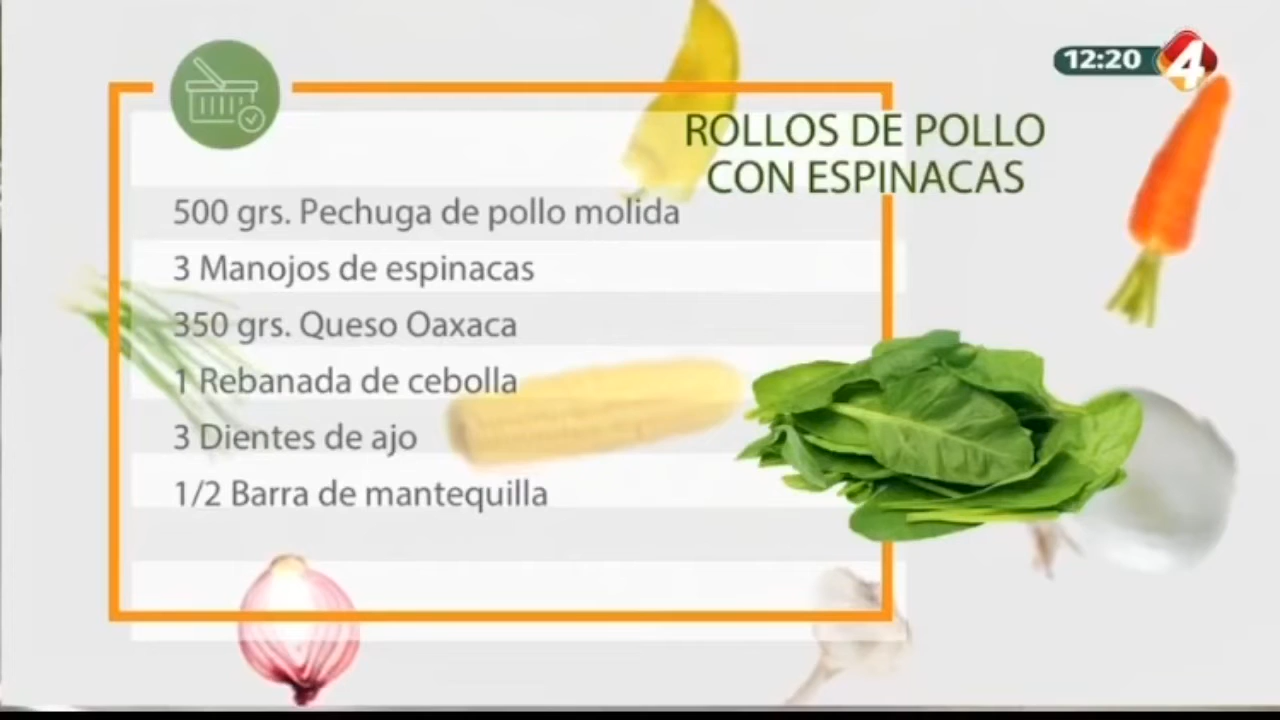 12:20 4
ROLLOS DE POLLO
CON ESPINACAS
500 grs. Pechuga de pollo molida
3 Manojos de espinacas
350 grs. Queso Oaxaca
1 Rebanada de cebolla
3 Dientes de ajo
1/2 Barra de mantequilla